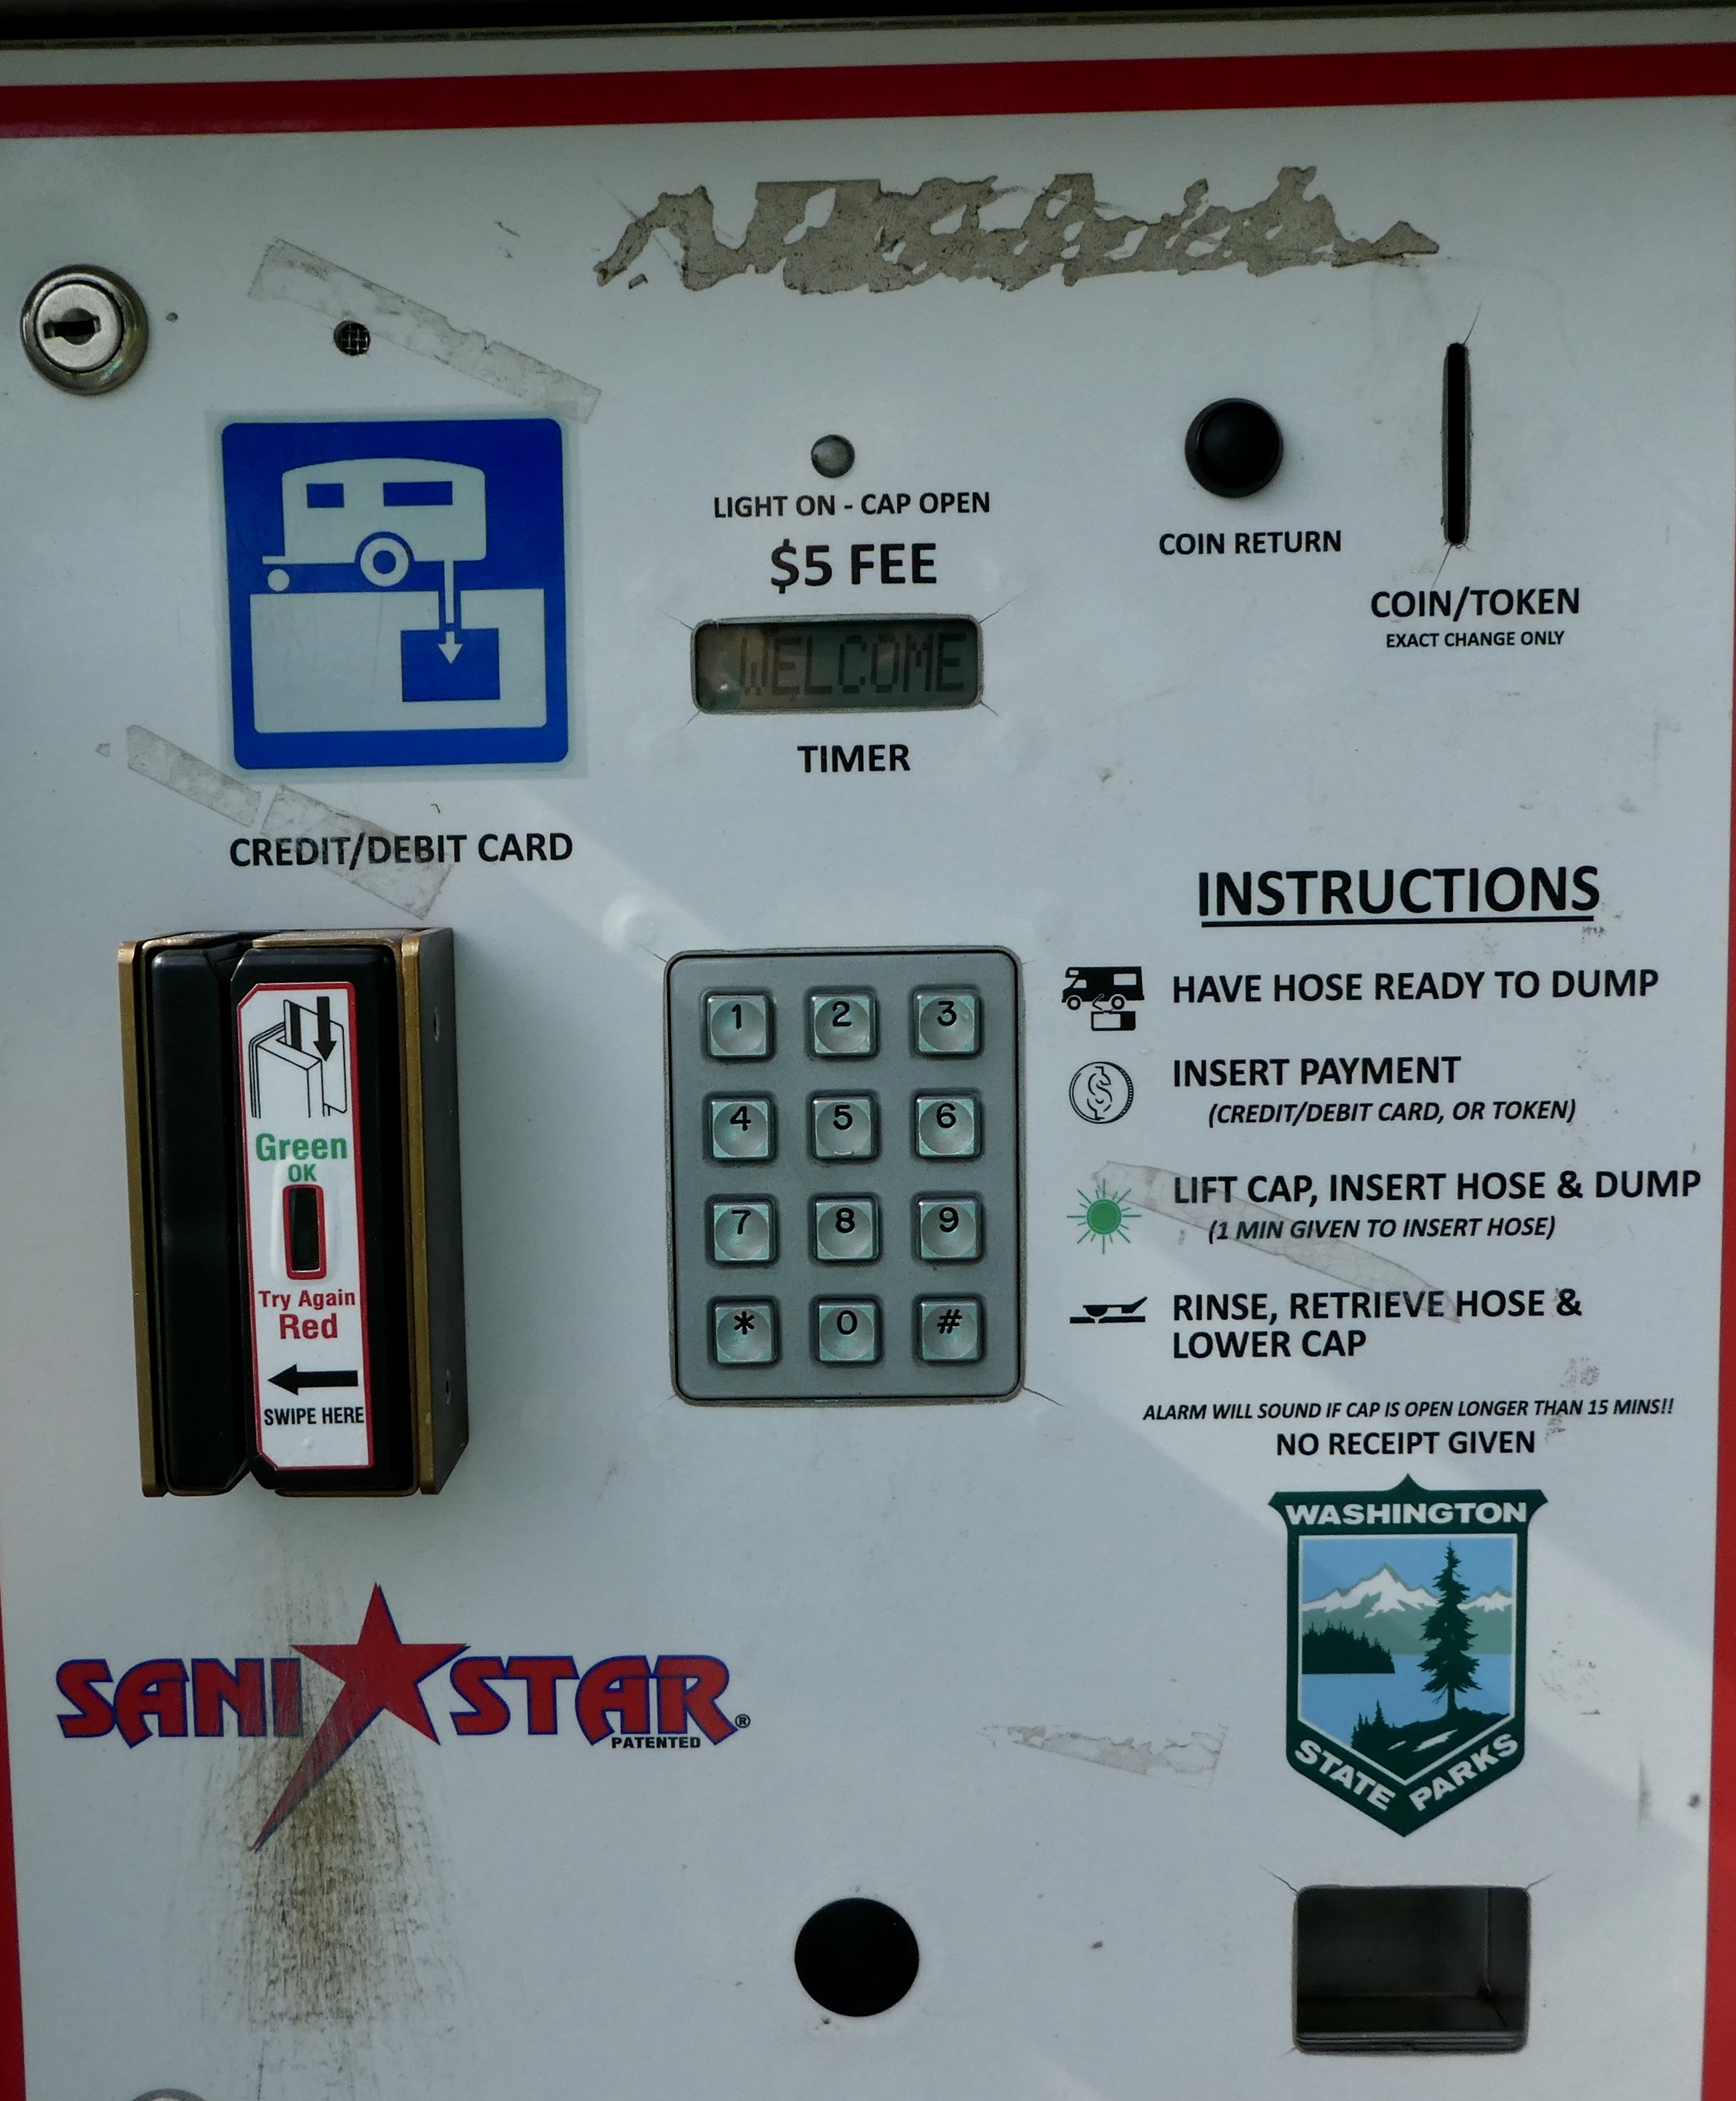 LIGHT ON - CAP OPEN
$5 FEE
WELCOME
TIMER
COIN RETURN
COIN/TOKEN
EXACT CHANGE ONLY
CREDIT/DEBIT CARD
Green
OK
Try Again
Red
SWIPE HERE
1 2 3
4 5 6
7 8 9
* 0 #
INSTRUCTIONS
HAVE HOSE READY TO DUMP
$
INSERT PAYMENT
(CREDIT/DEBIT CARD, OR TOKEN)
LIFT CAP, INSERT HOSE & DUMP
(1 MIN GIVEN TO INSERT HOSE)
RINSE, RETRIEVE HOSE &
LOWER CAP
ALARM WILL SOUND IF CAP IS OPEN LONGER THAN 15 MINS!!
NO RECEIPT GIVEN
WASHINGTON
STATE PARKS
SANI STAR®
PATENTED